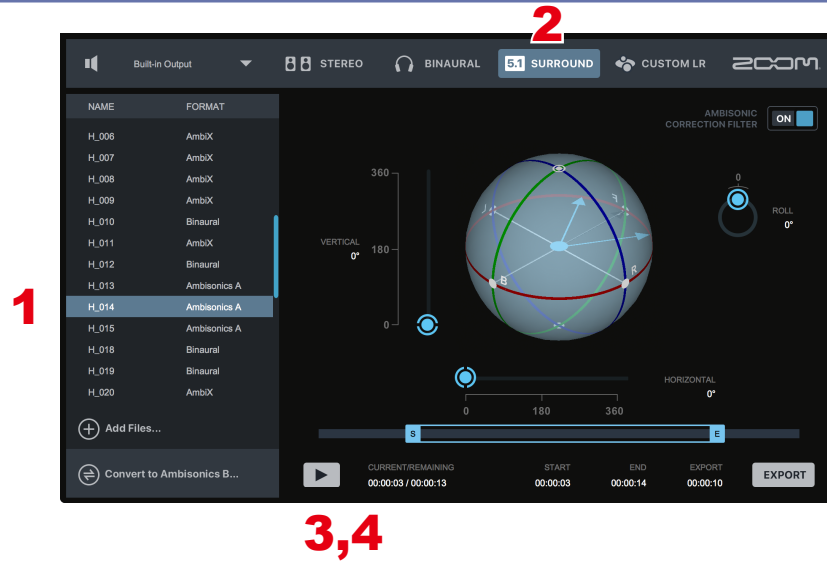 2
Built-in Output
STEREO
BINAURAL
5.1 SURROUND
CUSTOM LR
ZOOM
NAME FORMAT
H_006 AmbiX
H_007 AmbiX
H_008 AmbiX
H_009 AmbiX
H_010 Binaural
H_011 AmbiX
H_012 Binaural
H_013 Ambisonics A
H_014 Ambisonics A
H_015 Ambisonics A
H_018 Binaural
H_019 Binaural
H_020 AmbiX
Add Files...
Convert to Ambisonics B...
1
AMBISONIC
CORRECTION FILTER
ON
360
VERTICAL
0°
180
0
F
L
B
R
0
ROLL
0°
HORIZONTAL
0°
0 180 360
S E
CURRENT/REMAINING START END EXPORT
00:00:03 / 00:00:13 00:00:03 00:00:14 00:00:10
EXPORT
3,4